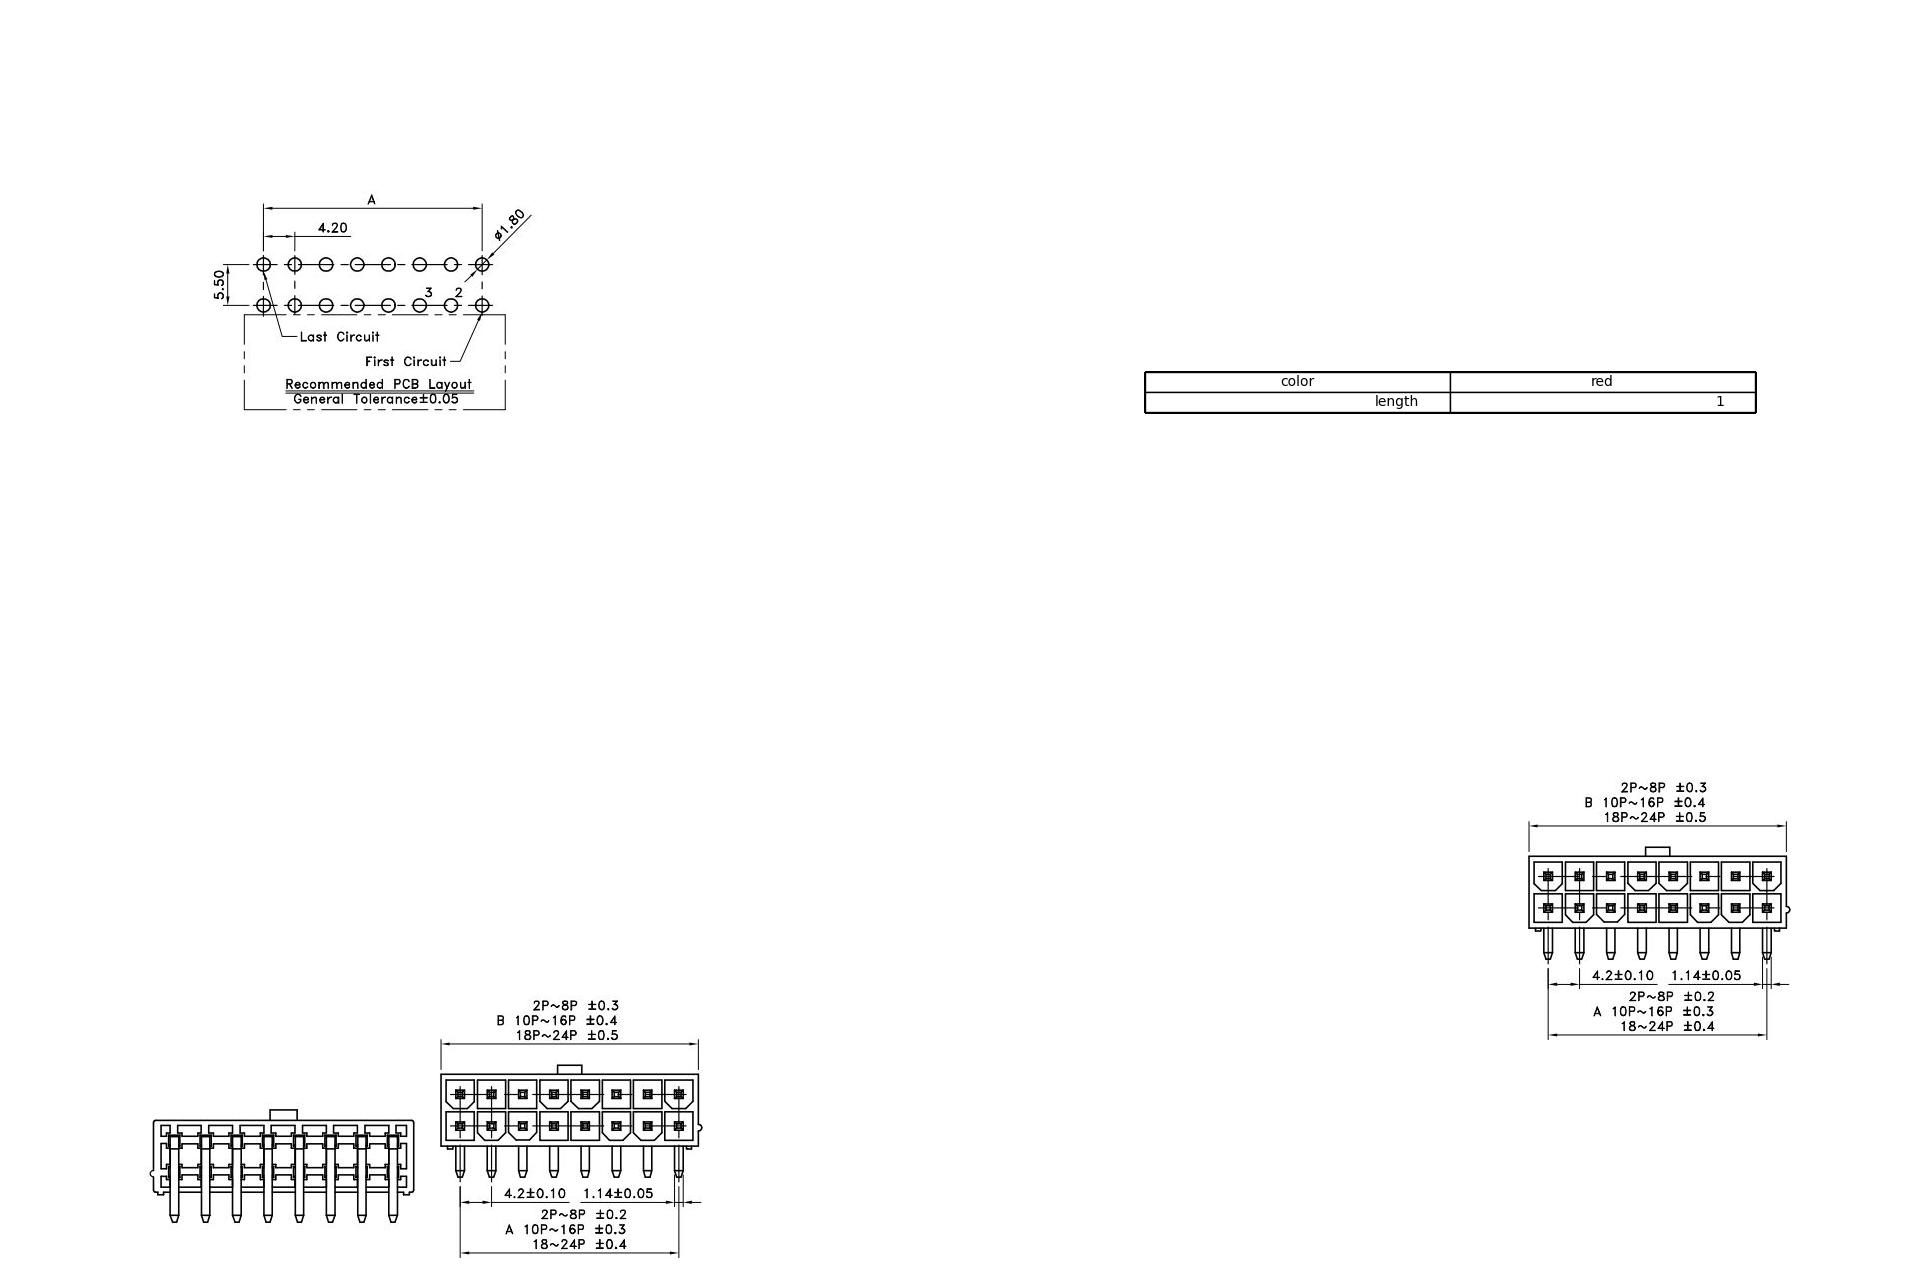 A
4.20
ø1.80
5.50
3 2
Last Circuit
First Circuit
Recommended PCB Layout
General Tolerance±0.05
color red
length 1
2P~8P ±0.3
B 10P~16P ±0.4
18P~24P ±0.5
4.2±0.10 1.14±0.05
2P~8P ±0.2
A 10P~16P ±0.3
18~24P ±0.4
2P~8P ±0.3
B 10P~16P ±0.4
18P~24P ±0.5
4.2±0.10 1.14±0.05
2P~8P ±0.2
A 10P~16P ±0.3
18~24P ±0.4